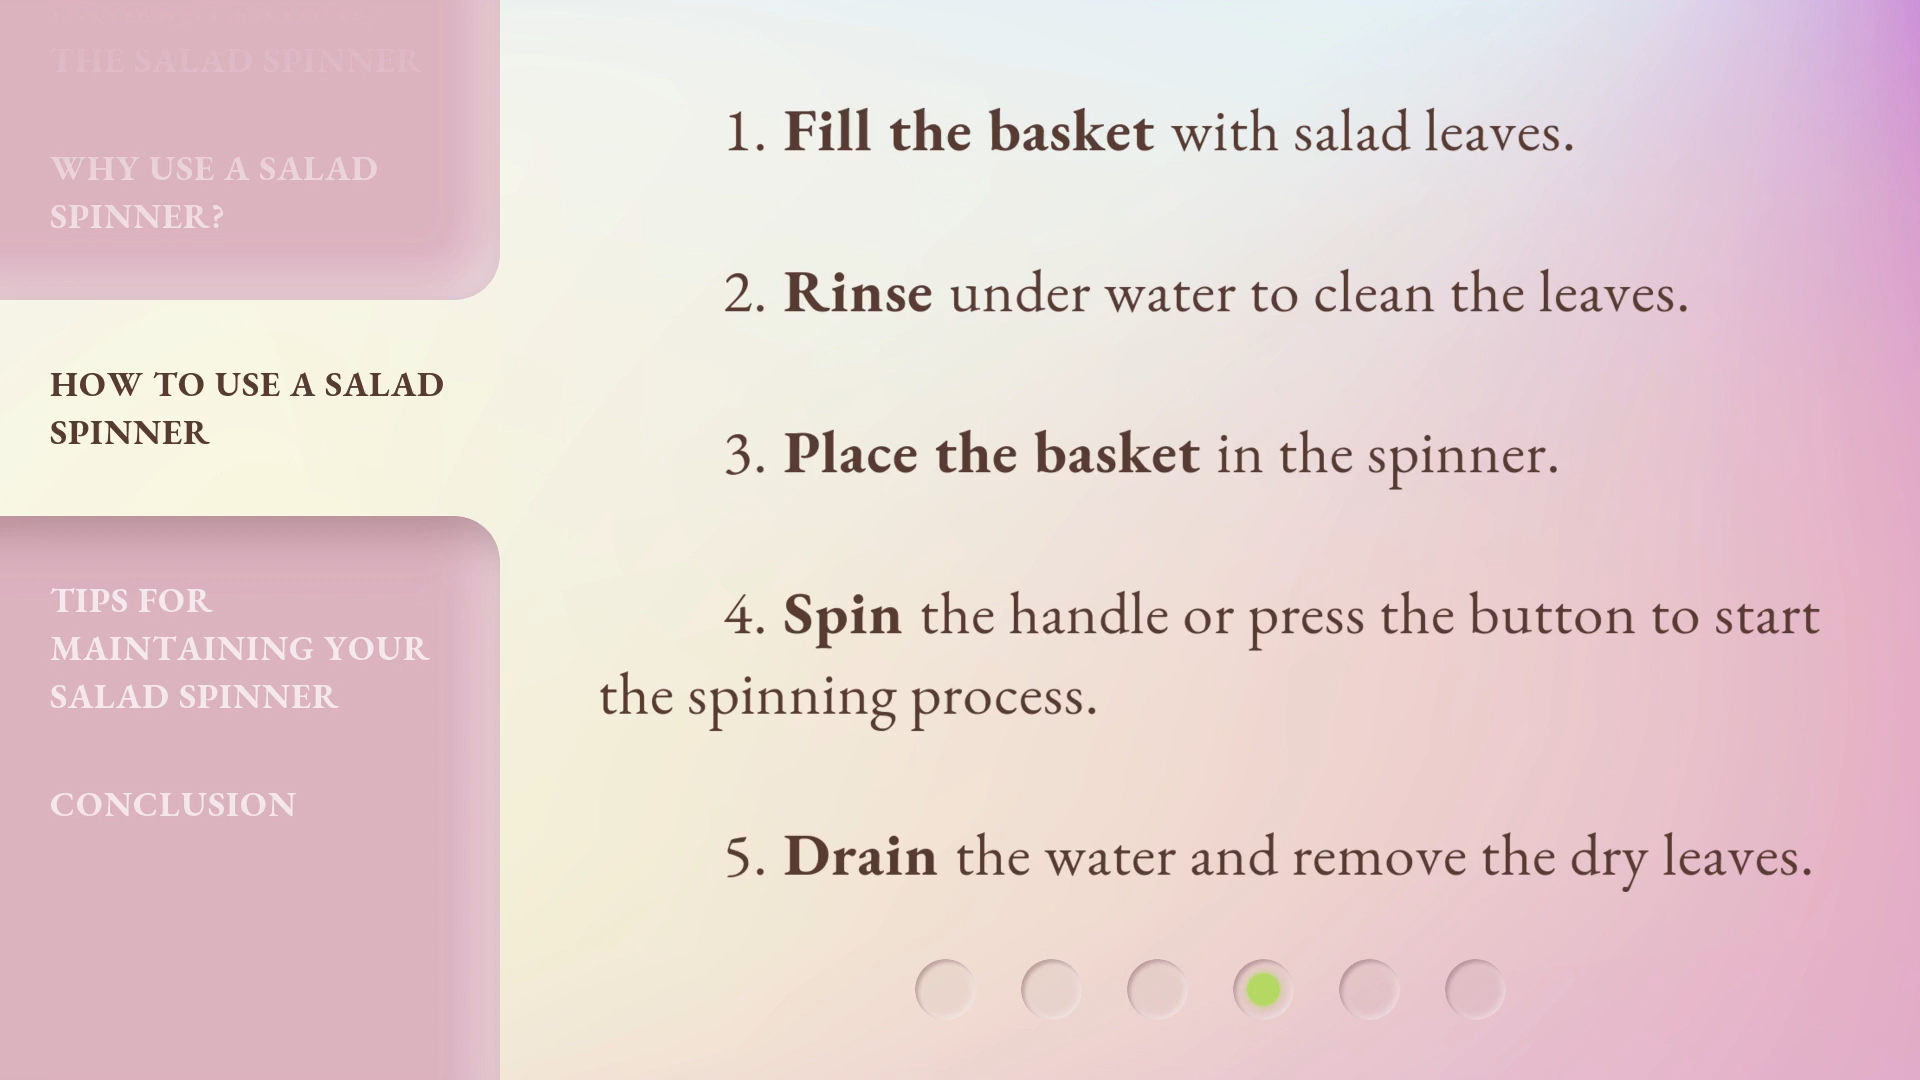 THE SALAD SPINNER
WHY USE A SALAD
SPINNER?
HOW TO USE A SALAD
SPINNER
TIPS FOR
MAINTAINING YOUR
SALAD SPINNER
CONCLUSION
1. Fill the basket with salad leaves.
2. Rinse under water to clean the leaves.
3. Place the basket in the spinner.
4. Spin the handle or press the button to start
the spinning process.
5. Drain the water and remove the dry leaves.